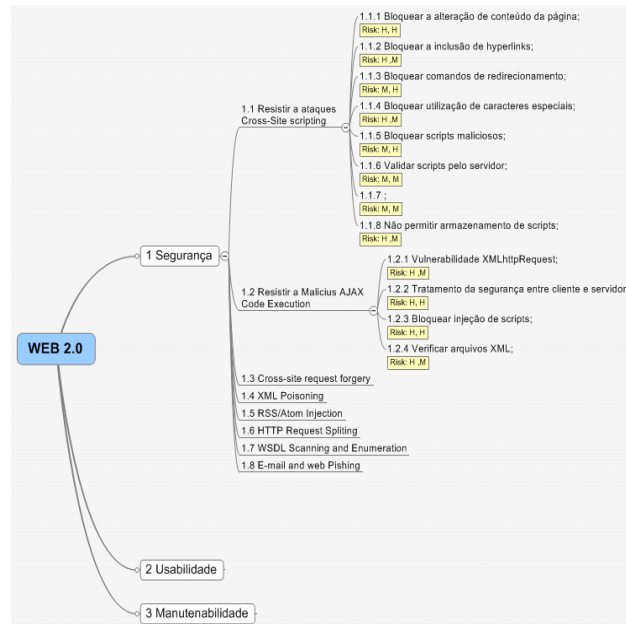 1.1.1 Bloquear a alteração de conteúdo da página;
Risk: H, H
1.1.2 Bloquear a inclusão de hyperlinks;
Risk: H ,M
1.1.3 Bloquear comandos de redirecionamento;
Risk: M, H
1.1 Resistir a ataques
Cross-Site scripting
1.1.4 Bloquear utilização de caracteres especiais;
Risk: H ,M
1.1.5 Bloquear scripts maliciosos;
Risk: M, H
1.1.6 Validar scripts pelo servidor;
Risk: M, M
1.1.7 ;
Risk: M, M
1.1.8 Não permitir armazenamento de scripts;
Risk: H ,M
1 Segurança
1.2 Resistir a Malicius AJAX
Code Execution
1.2.1 Vulnerabilidade XMLhttpRequest;
Risk: H ,M
1.2.2 Tratamento da segurança entre cliente e servidor
Risk: H, H
1.2.3 Bloquear injeção de scripts;
Risk: H, H
1.2.4 Verificar arquivos XML;
Risk: H ,M
WEB 2.0
1.3 Cross-site request forgery
1.4 XML Poisoning
1.5 RSS/Atom Injection
1.6 HTTP Request Spliting
1.7 WSDL Scanning and Enumeration
1.8 E-mail and web Pishing
2 Usabilidade
3 Manutenabilidade